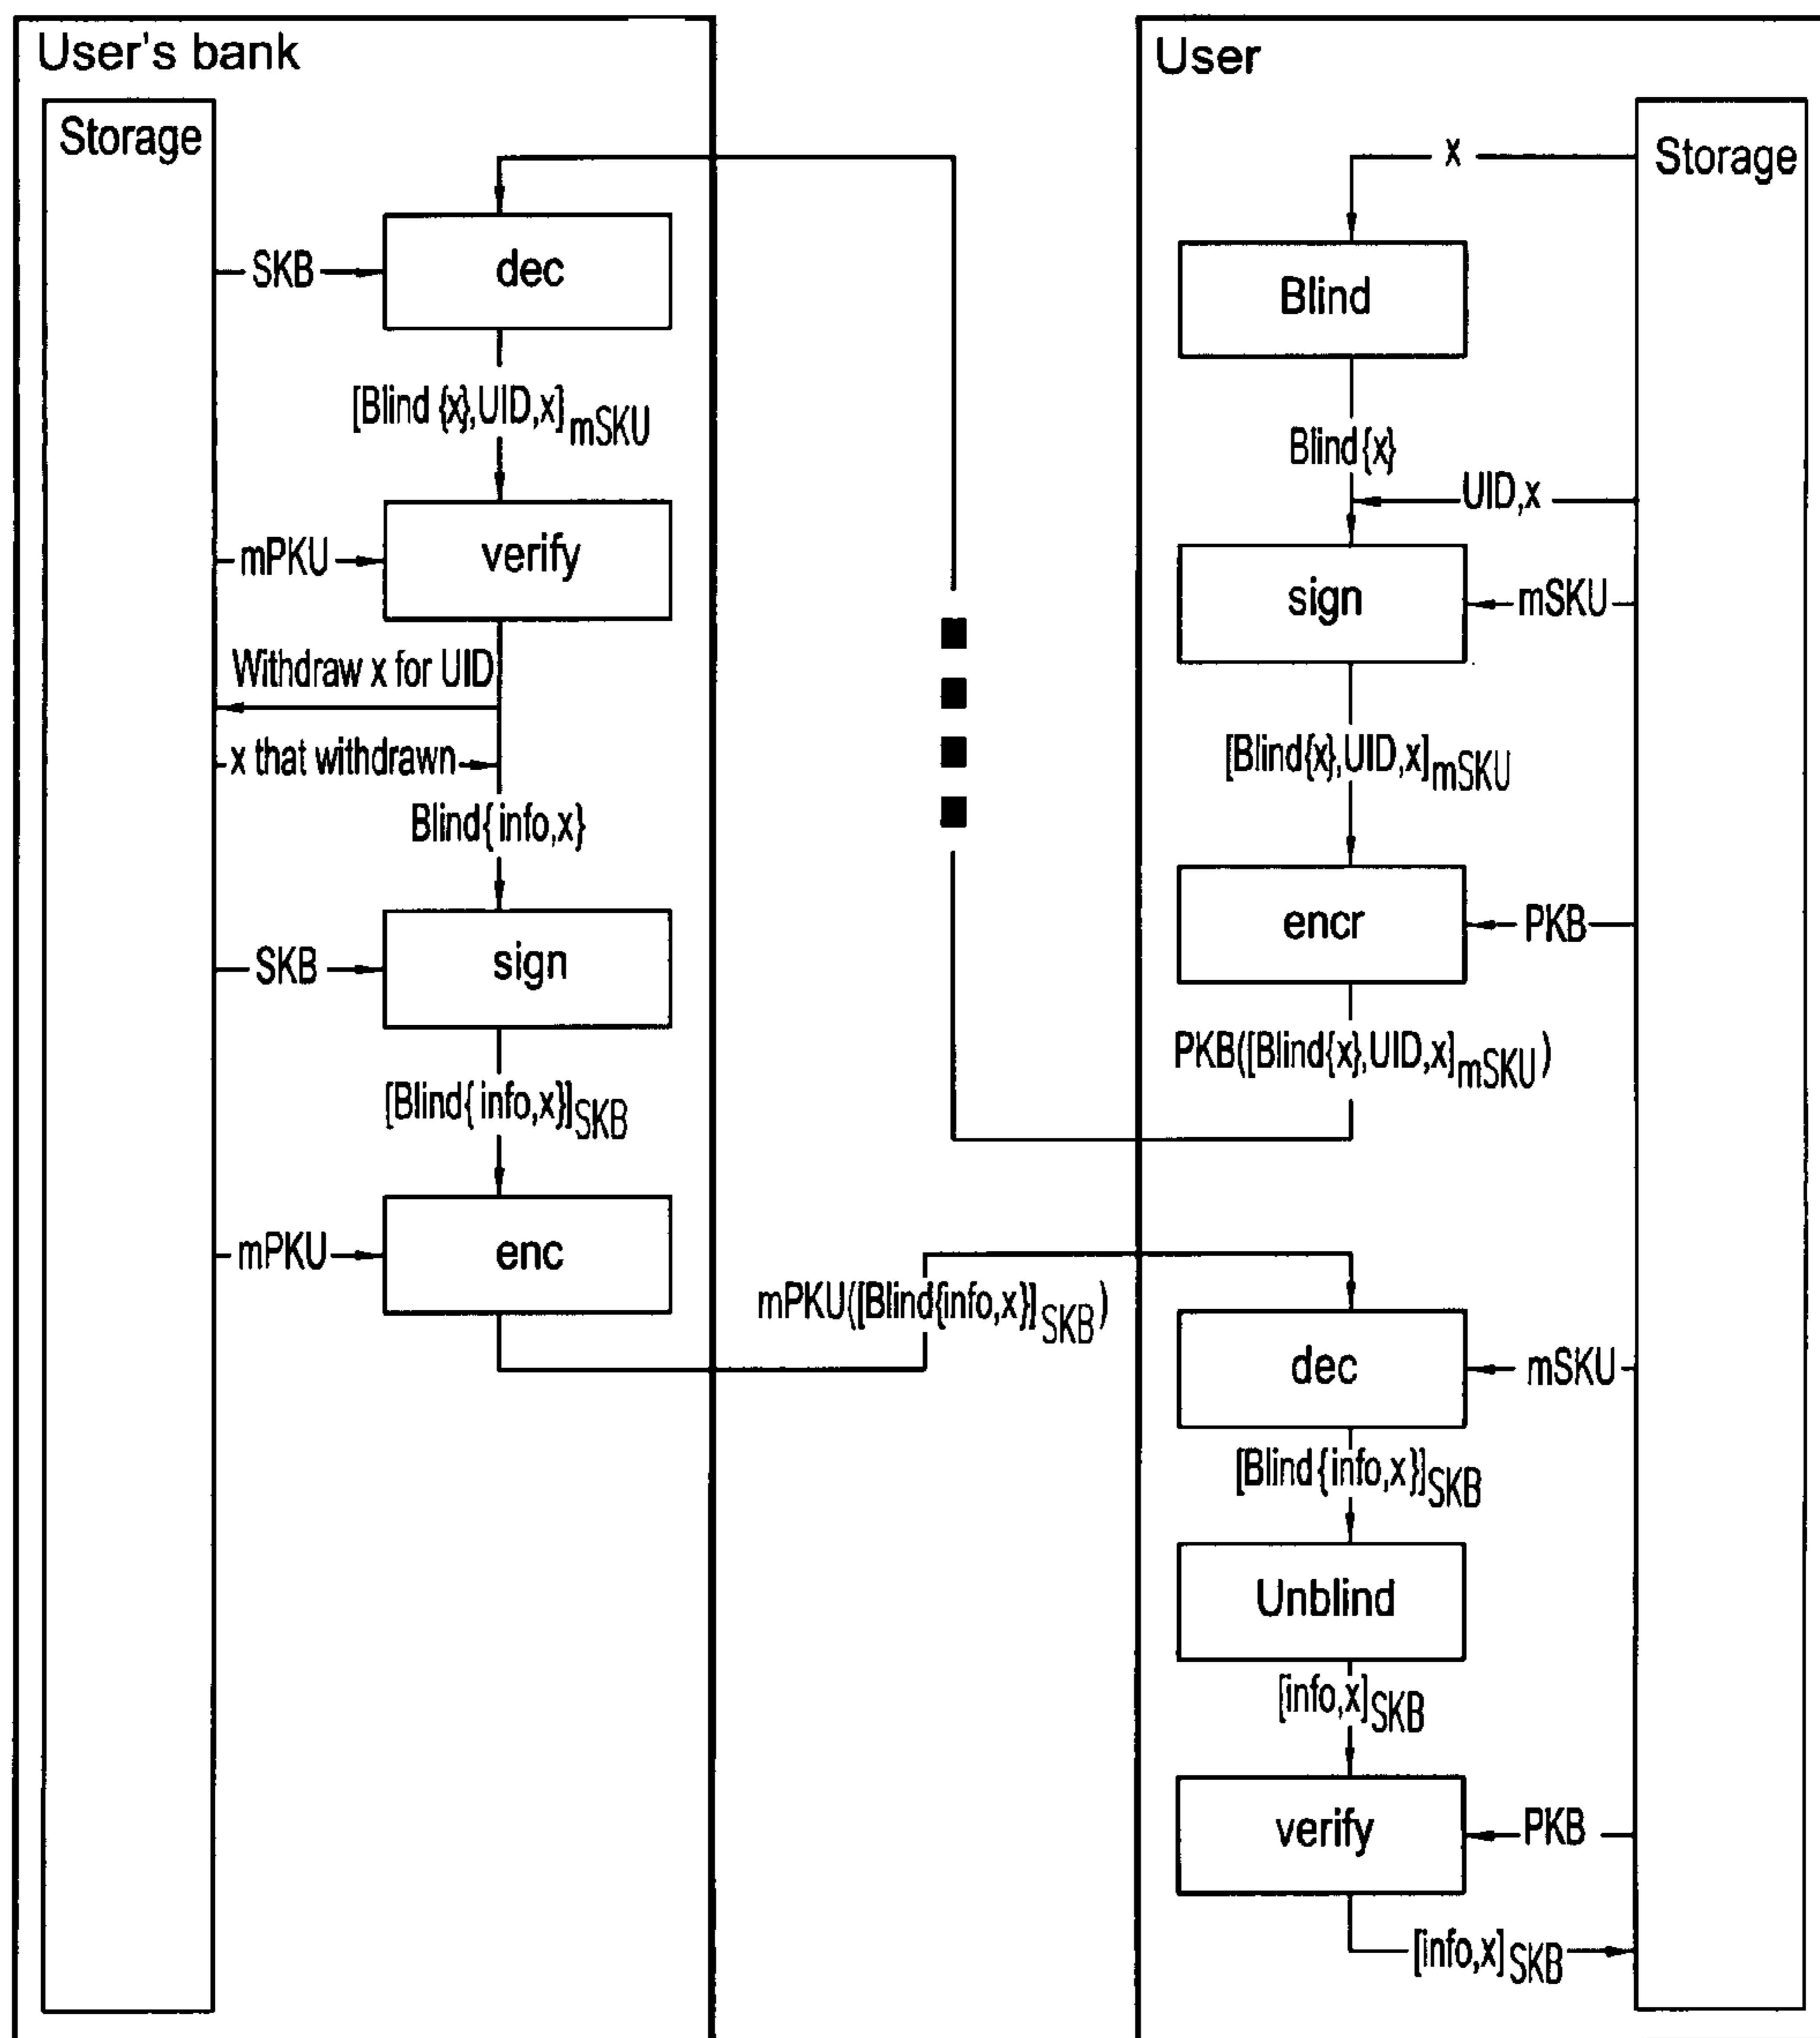 User's bank
Storage
SKB
dec
[Blind {x},UID,x]mSKU
mPKU
verify
Withdraw x for UID
x that withdrawn
Blind{ info,x}
SKB
sign
[Blind{ info,x}]SKB
mPKU
enc
mPKU([Blind{info,x}]SKB)
User
Storage
x
Blind
Blind{x}
UID,x
sign
mSKU
[Blind{x},UID,x]mSKU
encr
PKB
PKB([Blind{x},UID,x]mSKU)
dec
mSKU
[Blind{info,x}]SKB
Unblind
[info,x]SKB
verify
PKB
[info,x]SKB